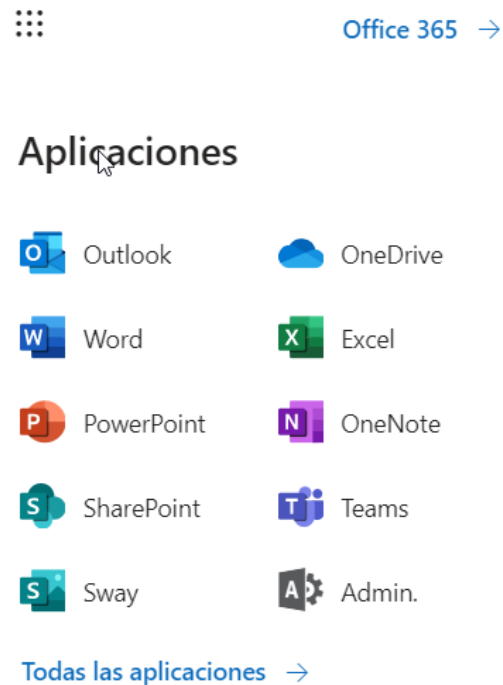 Office 365
Aplicaciones
Outlook
OneDrive
Word
Excel
PowerPoint
OneNote
SharePoint
Teams
Sway
Admin.
Todas las aplicaciones